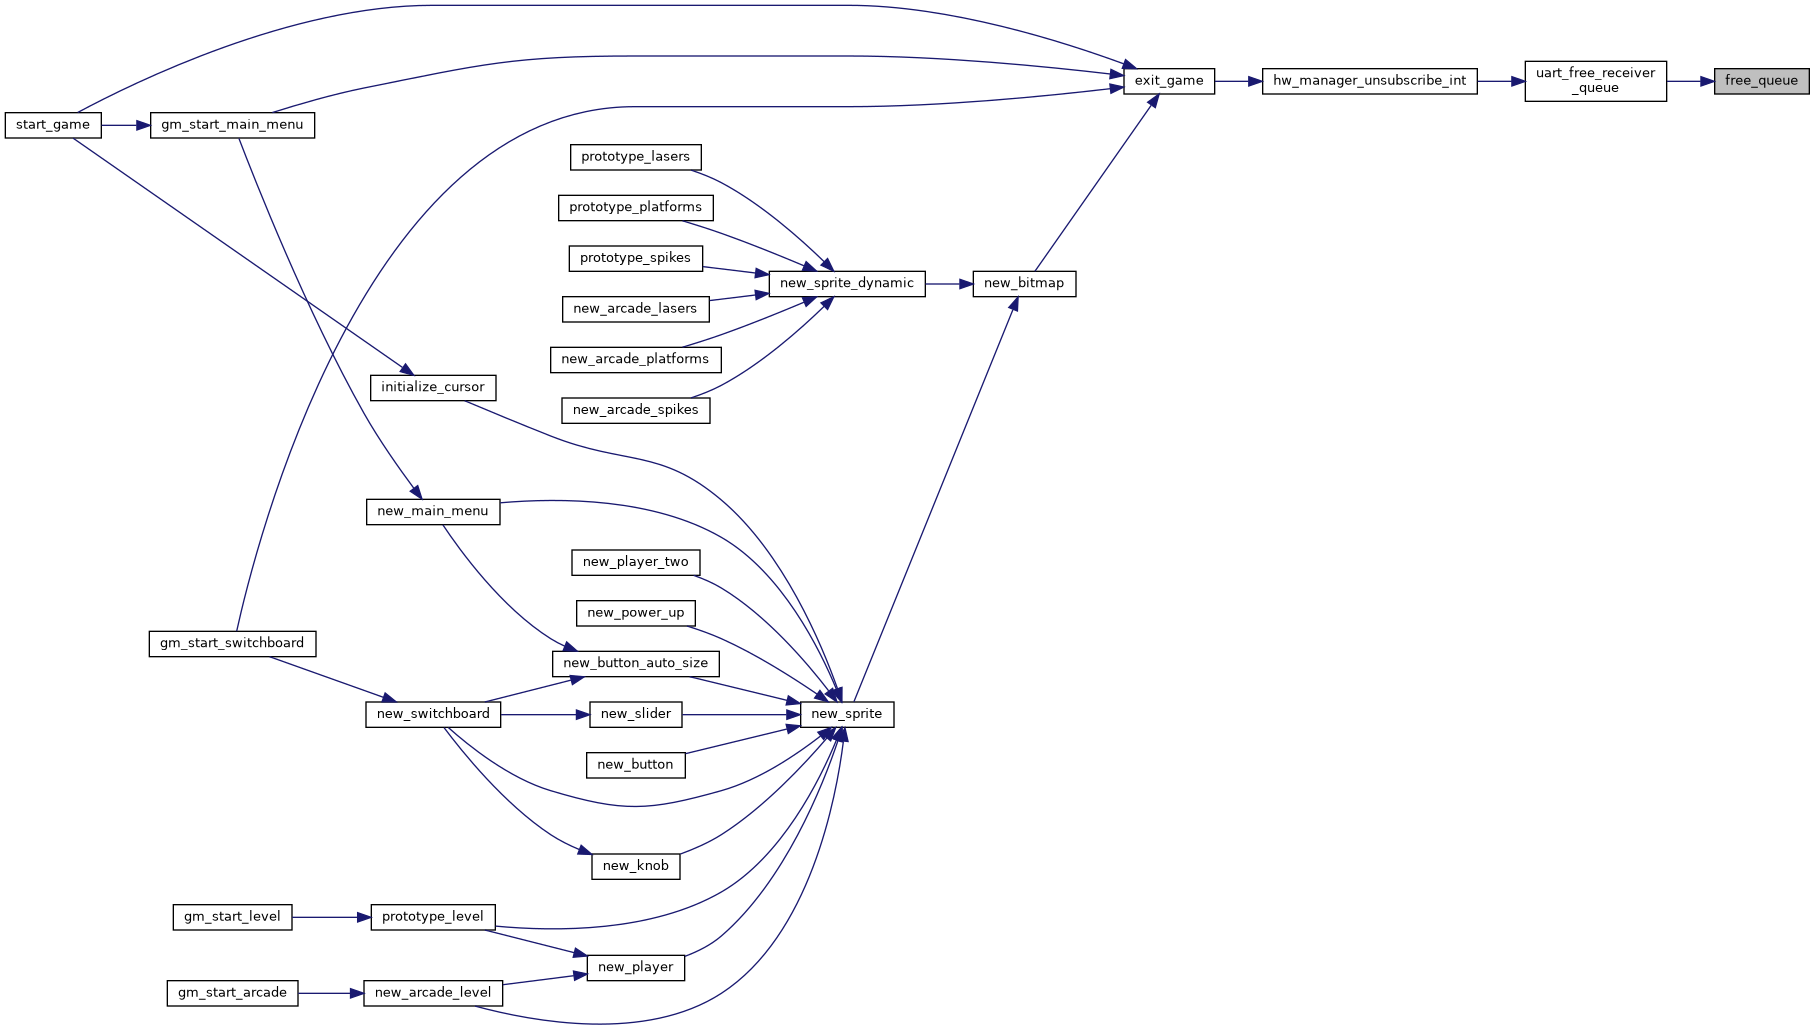 exit_game
hw_manager_unsubscribe_int
uart_free_receiver
_queue
free_queue
start_game
gm_start_main_menu
prototype_lasers
prototype_platforms
prototype_spikes
new_sprite_dynamic
new_bitmap
new_arcade_lasers
new_arcade_platforms
initialize_cursor
new_arcade_spikes
new_main_menu
new_player_two
new_power_up
gm_start_switchboard
new_button_auto_size
new_switchboard
new_slider
new_sprite
new_button
new_knob
gm_start_level
prototype_level
new_player
gm_start_arcade
new_arcade_level